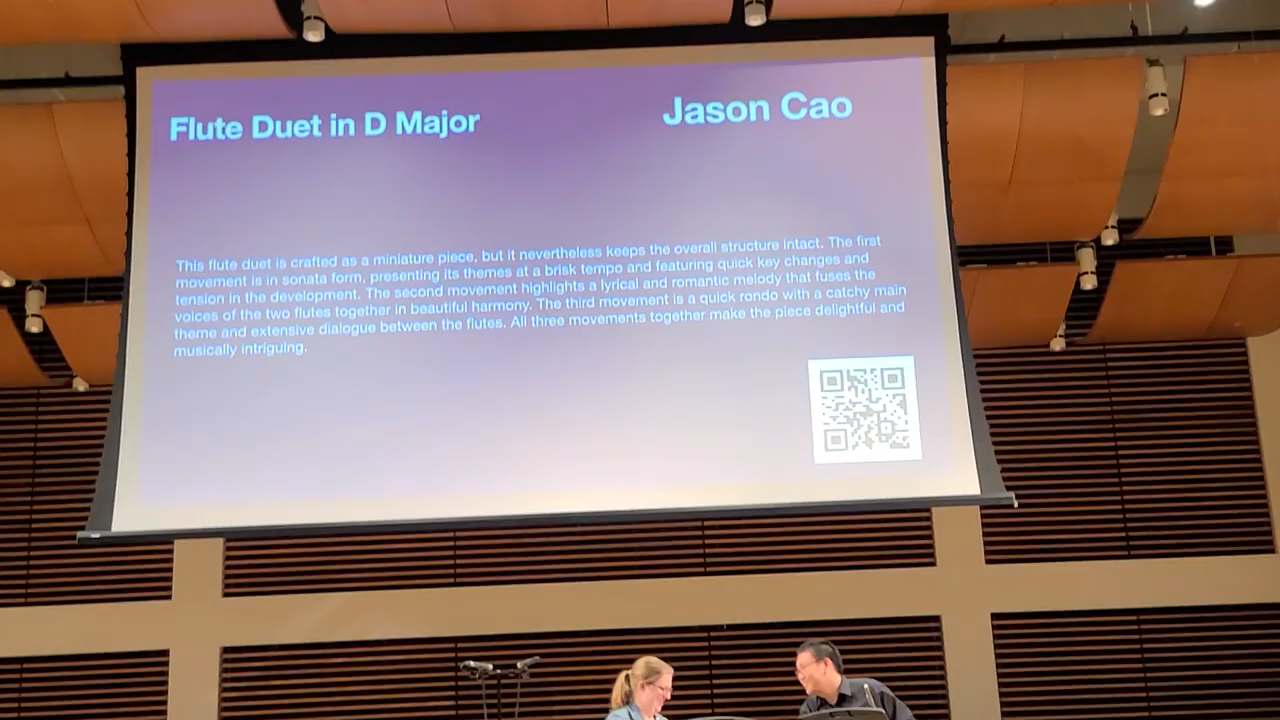 Flute Duet in D Major
Jason Cao
This flute duet is crafted as a miniature piece, but it nevertheless keeps the overall structure intact. The first
movement is in sonata form, presenting its themes at a brisk tempo and featuring quick key changes and
tension in the development. The second movement highlights a lyrical and romantic melody that fuses the
voices of the two flutes together in beautiful harmony. The third movement is a quick rondo with a catchy main
theme and extensive dialogue between the flutes. All three movements together make the piece delightful and
musically intriguing.